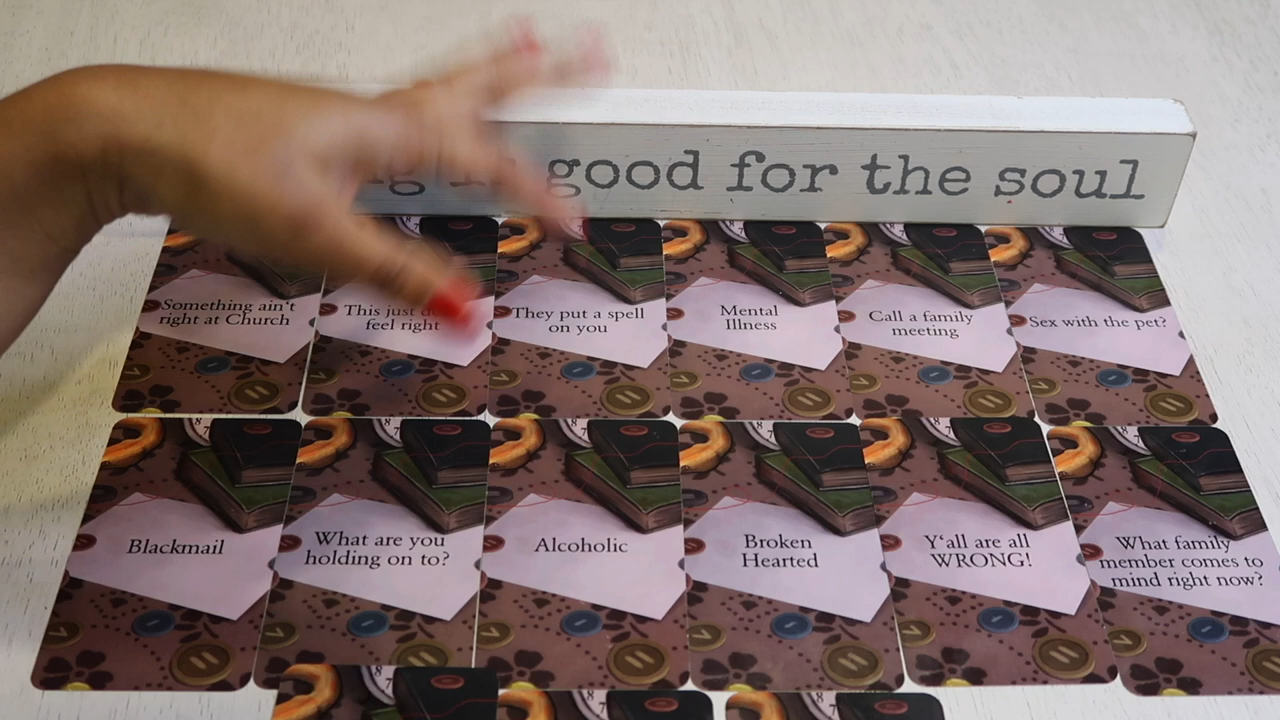 good for the soul
Something ain't
right at Church
This just
feel right
They put a spell
on you
Mental
Illness
Call a family
meeting
Sex with the pet?
Blackmail
What are you
holding on to?
Alcoholic
Broken
Hearted
Y'all are all
WRONG!
What family
member comes to
mind right now?